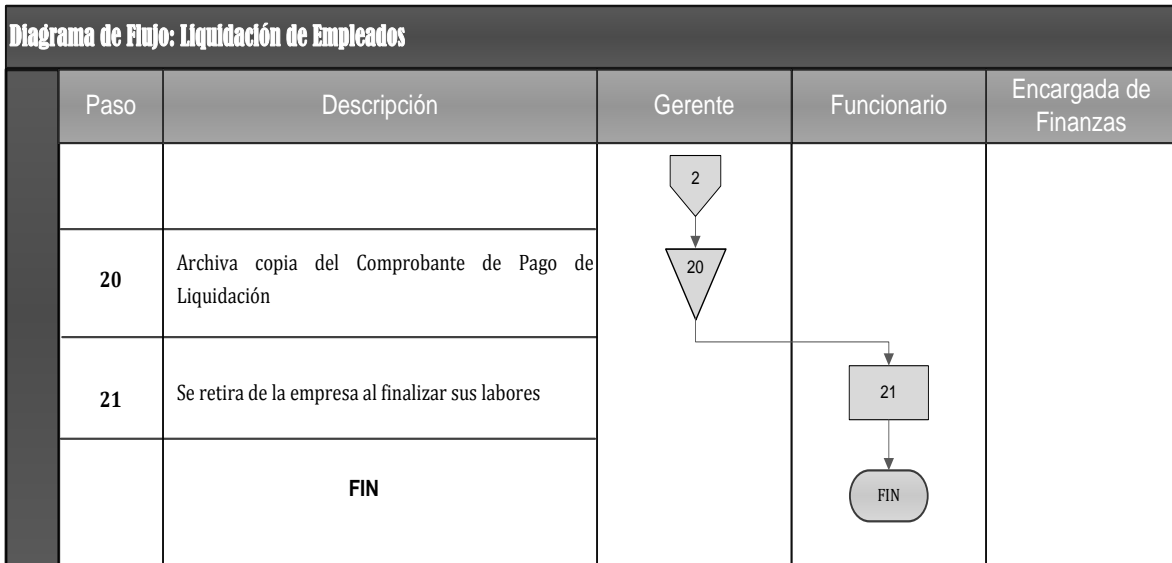 Diagrama de Flujo: Liquidación de Empleados
Paso
Descripción
Gerente
Funcionario
Encargada de
Finanzas
2
20
Archiva copia del Comprobante de Pago de
Liquidación
20
21
Se retira de la empresa al finalizar sus labores
21
FIN
FIN